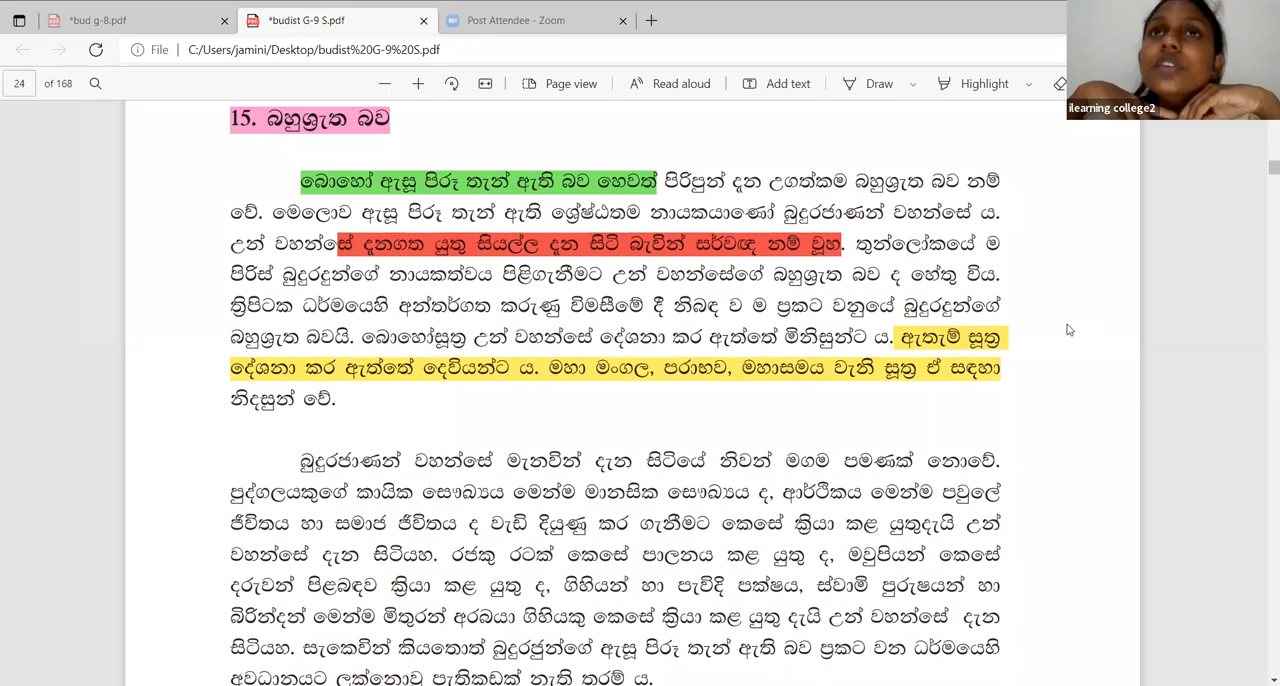 *bud g-8.pdf
*budist G-9 S.pdf
Post Attendee - Zoom
File
C:/Users/jamini/Desktop/budist%20G-9%20S.pdf
24 of 168
Page view
Read aloud
Add text
Draw
Highlight
ilearning college2
15. බහුශ්‍රැත බව
බොහෝ ඇසූ පිරූ තැන් ඇති බව හෙවත් පිරිපුන් දැන උගත්කම බහුශ්‍රැත බව නම්
වේ. මෙලොව ඇසූ පිරූ තැන් ඇති ශ්‍රේෂ්ඨතම නායකයාණෝ බුදුරජාණන් වහන්සේ ය.
උන් වහන්සේ දැනගත යුතු සියල්ල දැන සිටි බැවින් සර්වඥ නම් වූහ. තුන්ලෝකයේ ම
පිරිස් බුදුරදුන්ගේ නායකත්වය පිළිගැනීමට උන් වහන්සේගේ බහුශ්‍රැත බව ද හේතු විය.
ත්‍රිපිටක ධර්මයෙහි අන්තර්ගත කරුණු විමසීමේ දී නිබඳ ව ම ප්‍රකට වනුයේ බුදුරදුන්ගේ
බහුශ්‍රැත බවයි. බොහෝසූත්‍ර උන් වහන්සේ දේශනා කර ඇත්තේ මිනිසුන්ට ය. ඇතැම් සූත්‍ර
දේශනා කර ඇත්තේ දෙවියන්ට ය. මහා මංගල, පරාභව, මහාසමය වැනි සූත්‍ර ඒ සඳහා
නිදසුන් වේ.
බුදුරජාණන් වහන්සේ මැනවින් දැන සිටියේ නිවන් මගම පමණක් නොවේ.
පුද්ගලයකුගේ කායික සෞඛ්‍යය මෙන්ම මානසික සෞඛ්‍යය ද, ආර්ථිකය මෙන්ම පවුලේ
ජීවිතය හා සමාජ ජීවිතය ද වැඩි දියුණු කර ගැනීමට කෙසේ ක්‍රියා කළ යුතුදැයි උන්
වහන්සේ දැන සිටියහ. රජකු රටක් කෙසේ පාලනය කළ යුතු ද, මවුපියන් කෙසේ
දරුවන් පිළබඳව ක්‍රියා කළ යුතු ද, ගිහියන් හා පැවිදි පක්ෂය, ස්වාමි පුරුෂයන් හා
බිරින්දන් මෙන්ම මිතුරන් අරබයා ගිහියකු කෙසේ ක්‍රියා කළ යුතු දැයි උන් වහන්සේ දැන
සිටියහ. සැකෙවින් කියතොත් බුදුරජුන්ගේ ඇසූ පිරූ තැන් ඇති බව ප්‍රකට වන ධර්මයෙහි
අවධානයට ලක්නොවූ පැතිකඩක් නැති තරම් ය.